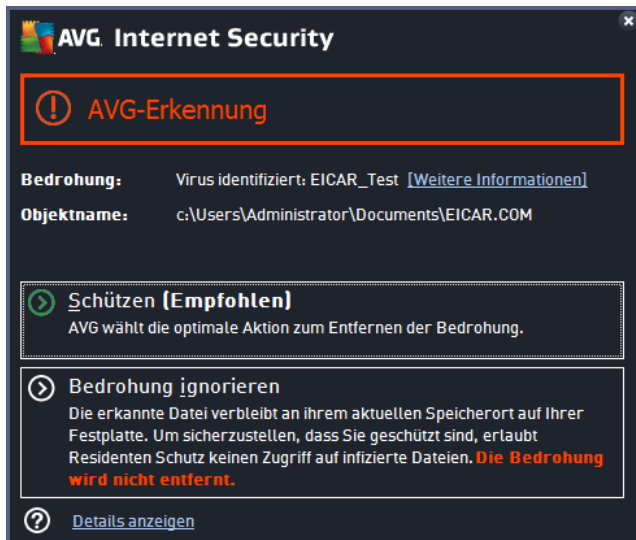 AVG Internet Security
AVG-Erkennung
Bedrohung: Virus identifiziert: EICAR_Test [Weitere Informationen]
Objektname: c:\Users\Administrator\Documents\EICAR.COM
Schützen (Empfohlen)
AVG wählt die optimale Aktion zum Entfernen der Bedrohung.
Bedrohung ignorieren
Die erkannte Datei verbleibt an ihrem aktuellen Speicherort auf Ihrer
Festplatte. Um sicherzustellen, dass Sie geschützt sind, erlaubt
Residenten Schutz keinen Zugriff auf infizierte Dateien. Die Bedrohung
wird nicht entfernt.
Details anzeigen